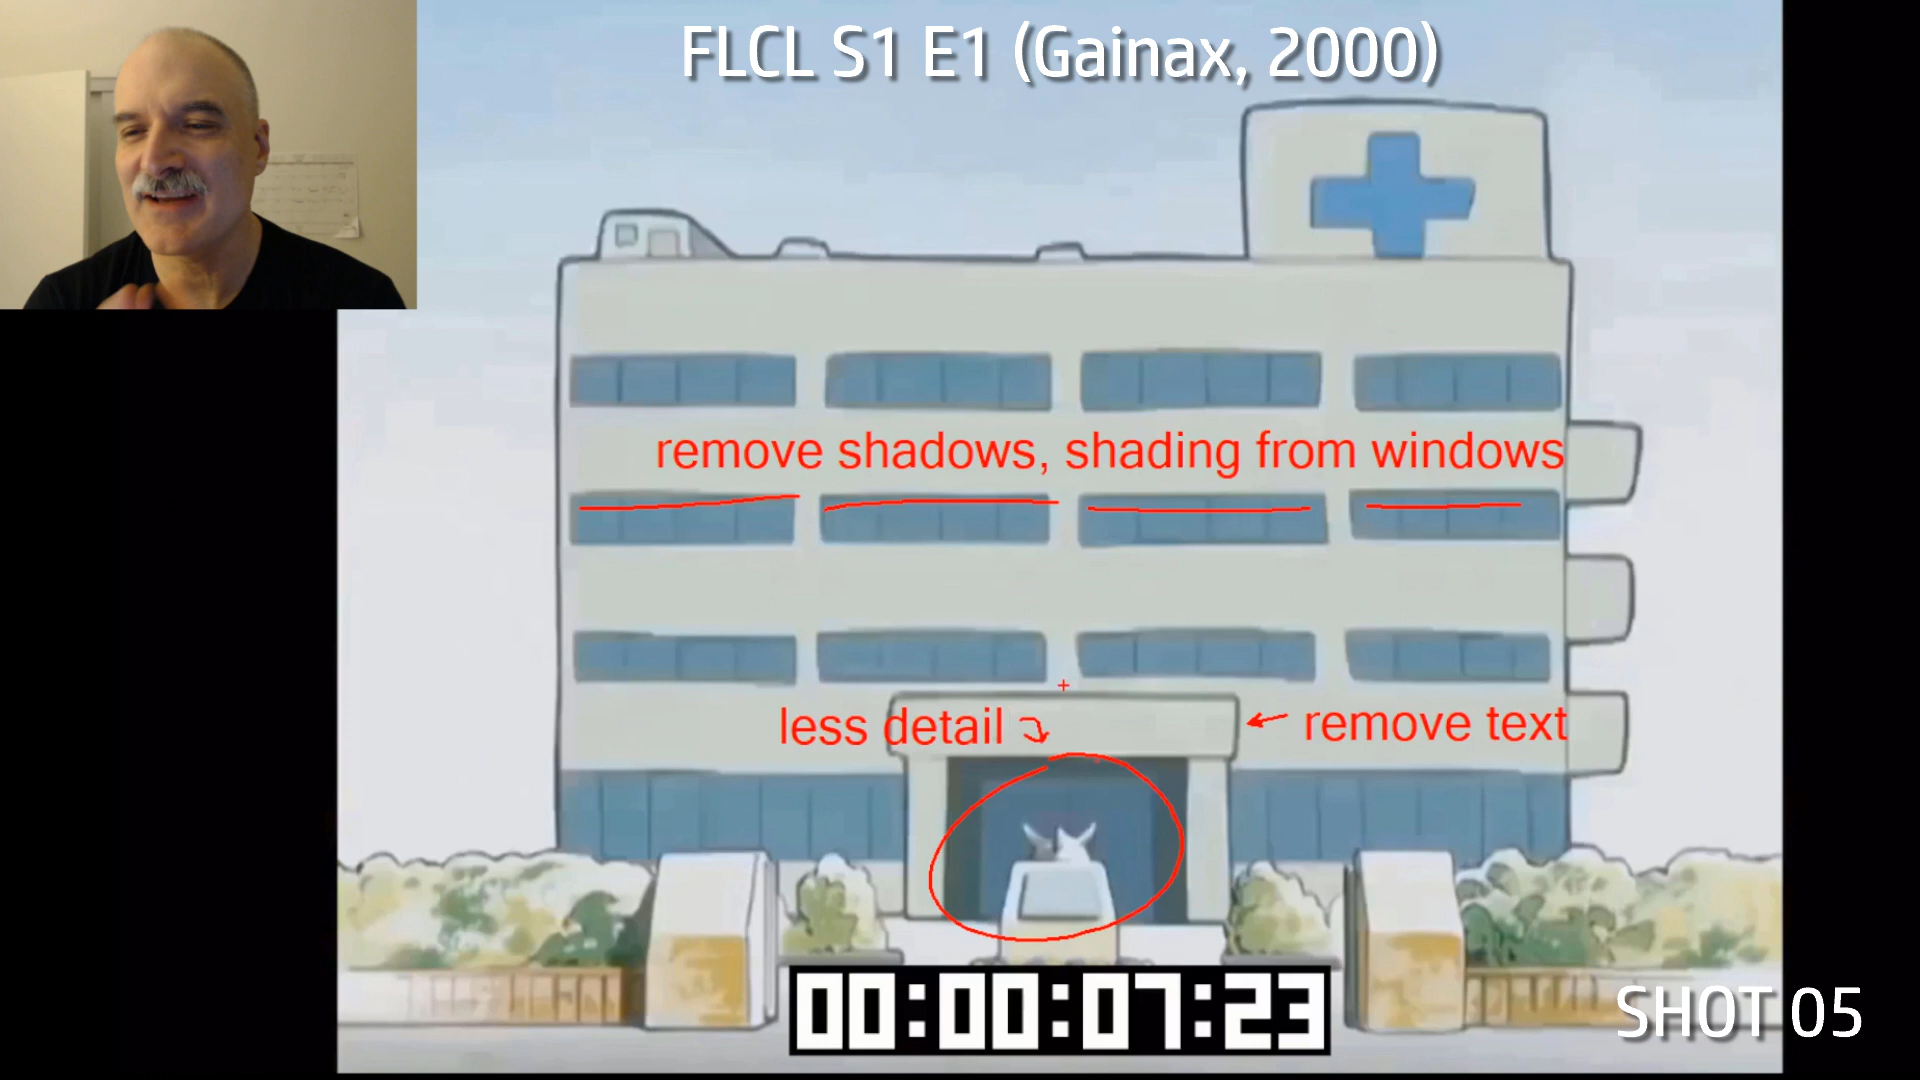 FLCL S1 E1 (Gainax, 2000)
remove shadows, shading from windows
less detail
remove text
00:00:07:23
SHOT 05